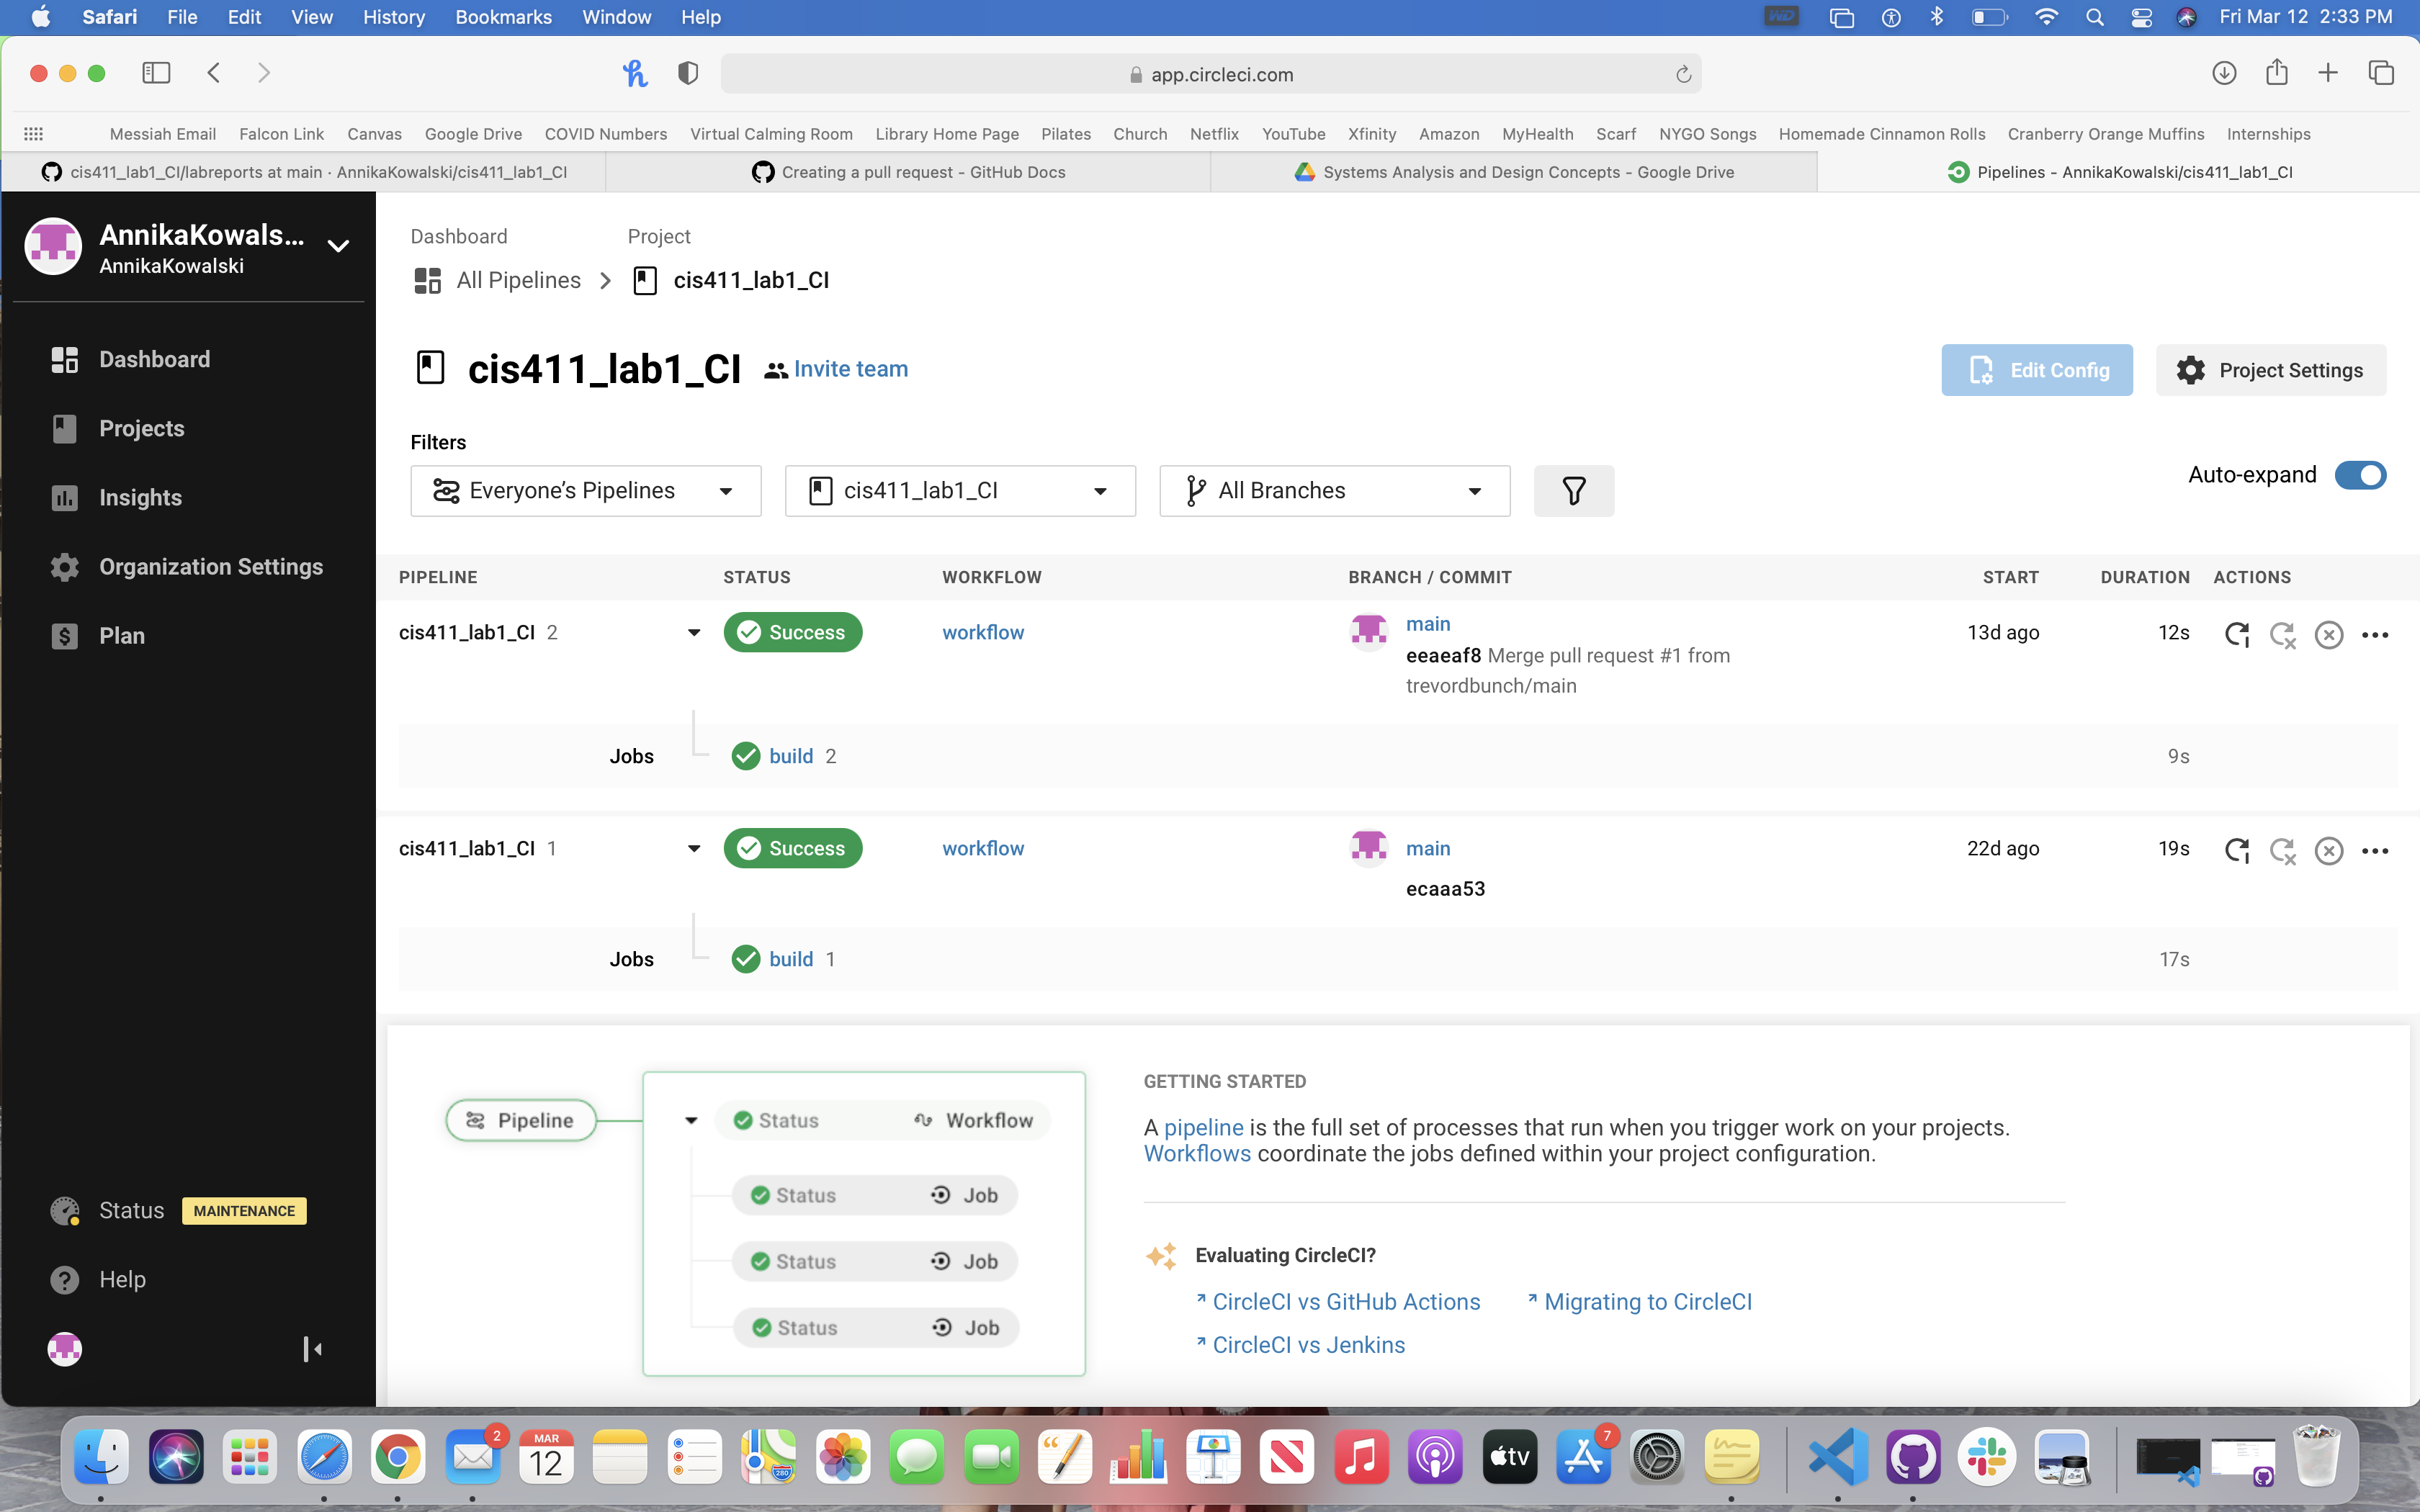 Safari File Edit View History Bookmarks Window Help WD Fri Mar 12 2:33 PM
app.circleci.com
Messiah Email Falcon Link Canvas Google Drive COVID Numbers Virtual Calming Room Library Home Page Pilates Church Netflix YouTube Xfinity Amazon MyHealth Scarf NYGO Songs Homemade Cinnamon Rolls Cranberry Orange Muffins Internships
cis411_lab1_CI/labreports at main · AnnikaKowalski/cis411_lab1_CI Creating a pull request - GitHub Docs Systems Analysis and Design Concepts - Google Drive Pipelines - AnnikaKowalski/cis411_lab1_CI
AnnikaKowals...
AnnikaKowalski
Dashboard
Projects
Insights
Organization Settings
Plan
Status MAINTENANCE
Help
Dashboard Project
All Pipelines cis411_lab1_CI
cis411_lab1_CI Invite team Edit Config Project Settings
Filters
Everyone's Pipelines cis411_lab1_CI All Branches Auto-expand
PIPELINE STATUS WORKFLOW BRANCH / COMMIT START DURATION ACTIONS
cis411_lab1_CI 2 Success workflow main 13d ago 12s
eeaeaf8 Merge pull request #1 from
trevordbunch/main
Jobs build 2 9s
cis411_lab1_CI 1 Success workflow main 22d ago 19s
ecaaa53
Jobs build 1 17s
Pipeline Status Workflow
Status Job
Status Job
Status Job
GETTING STARTED
A pipeline is the full set of processes that run when you trigger work on your projects.
Workflows coordinate the jobs defined within your project configuration.
Evaluating CircleCI?
CircleCI vs GitHub Actions Migrating to CircleCI
CircleCI vs Jenkins
2 MAR 12 280 tv 7